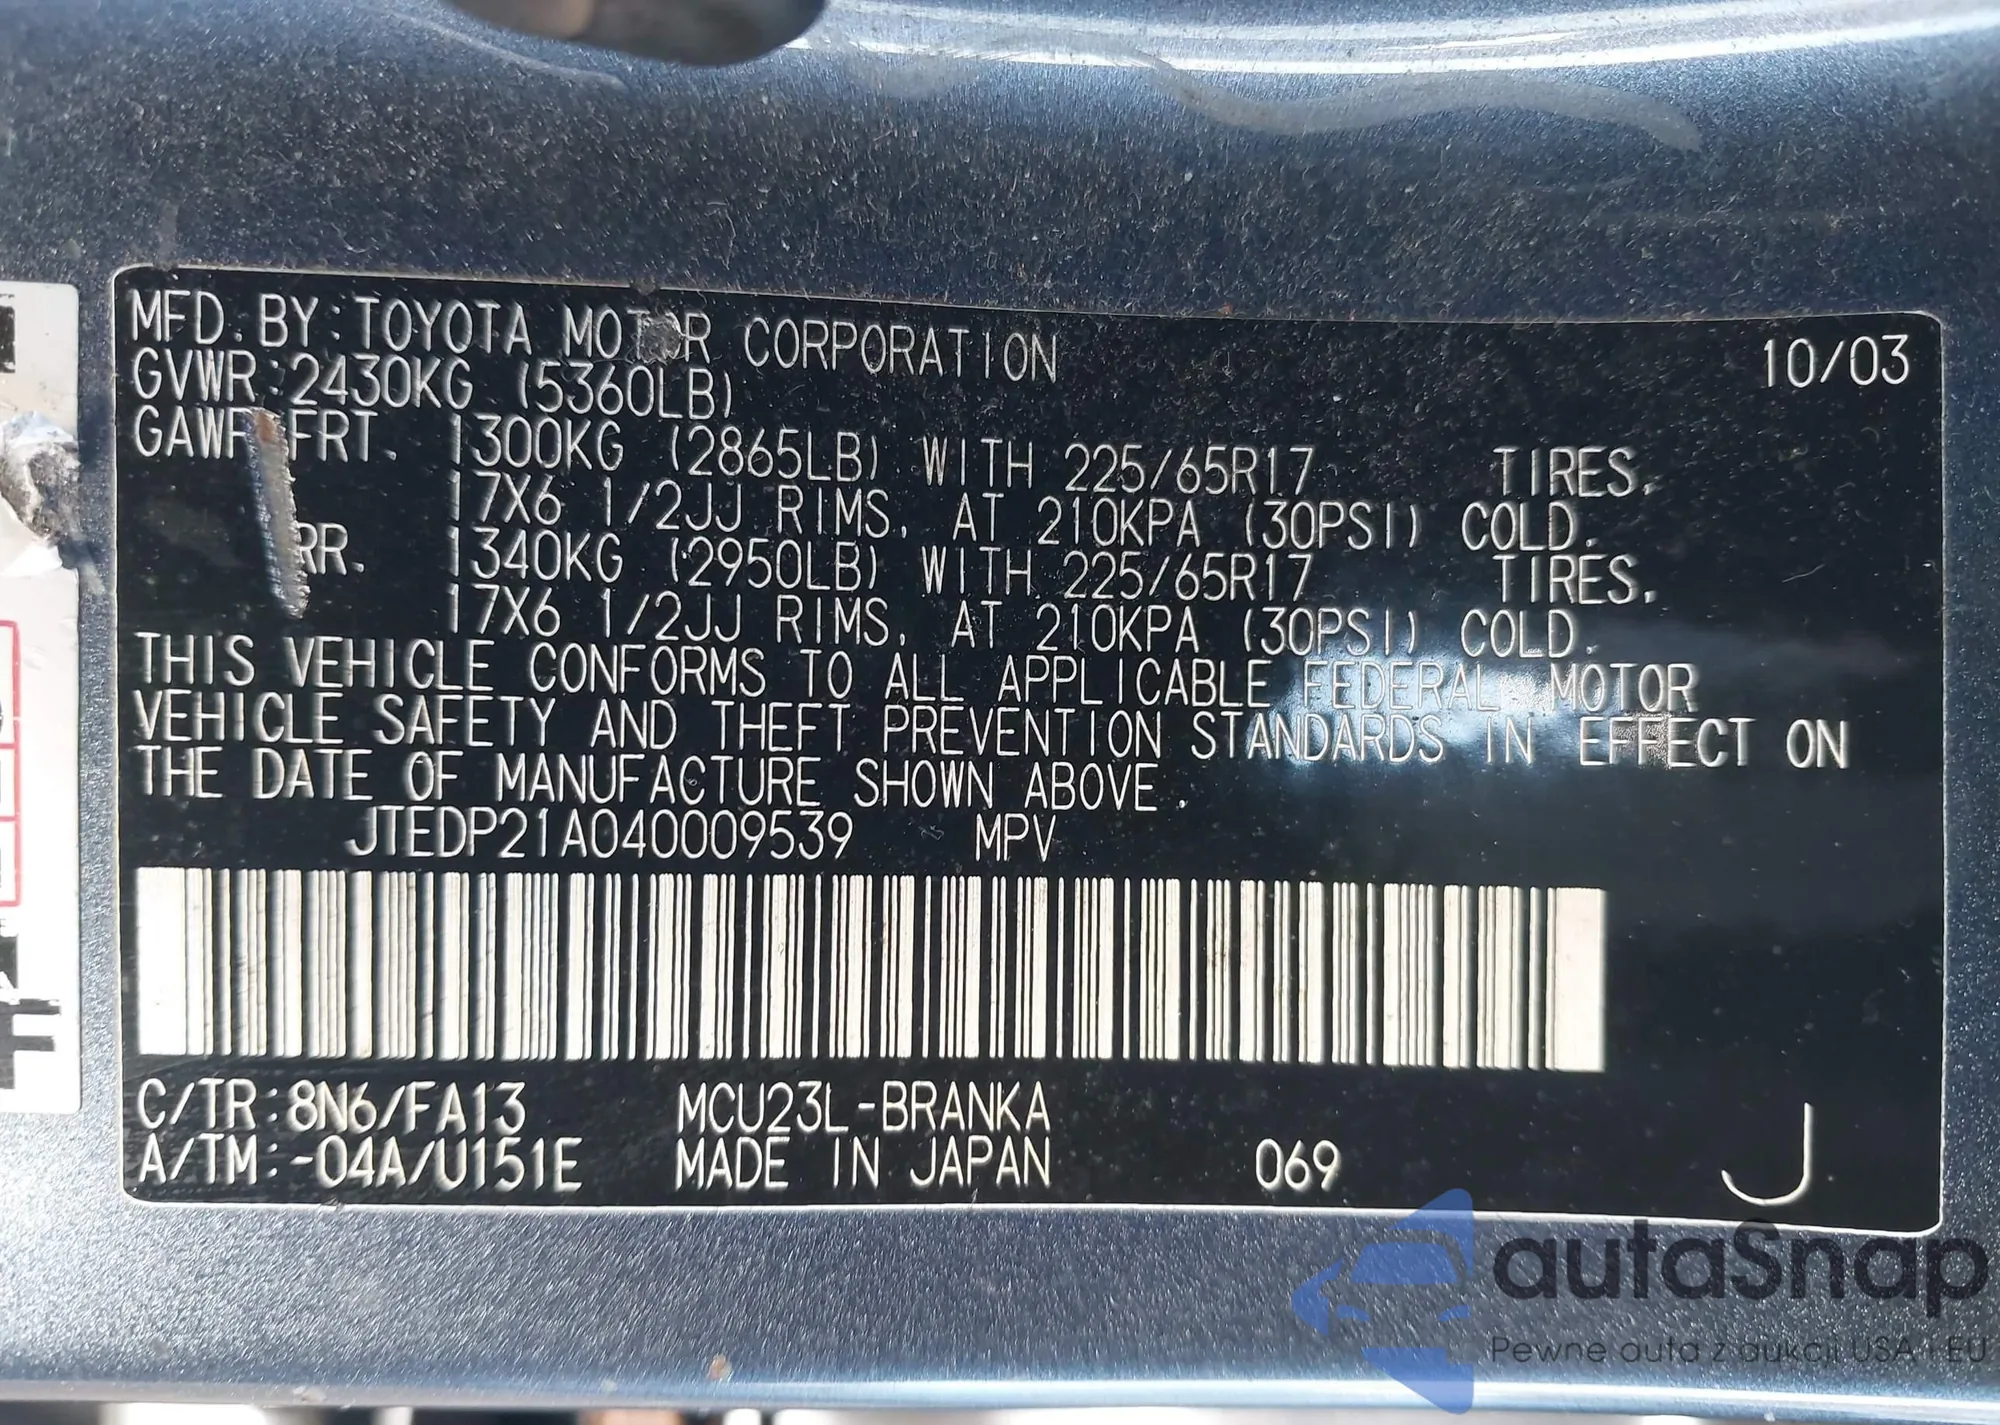 MFD. BY: TOYOTA MOTOR CORPORATION 10/03
GVWR: 2430KG (5360LB)
GAWR FRT. 1300KG (2865LB) WITH 225/65R17 TIRES,
17X6 1/2JJ RIMS, AT 210KPA (30PSI) COLD.
RR. 1340KG (2950LB) WITH 225/65R17 TIRES,
17X6 1/2JJ RIMS, AT 210KPA (30PSI) COLD.
THIS VEHICLE CONFORMS TO ALL APPLICABLE FEDERAL MOTOR
VEHICLE SAFETY AND THEFT PREVENTION STANDARDS IN EFFECT ON
THE DATE OF MANUFACTURE SHOWN ABOVE.
JTEDP21A040009539 MPV
C/TR: 8N6/FA13 MCU23L-BRANKA
A/TM: -04A/U151E MADE IN JAPAN 069 J
autaSnap
Pewne auta z aukcji USA i EU